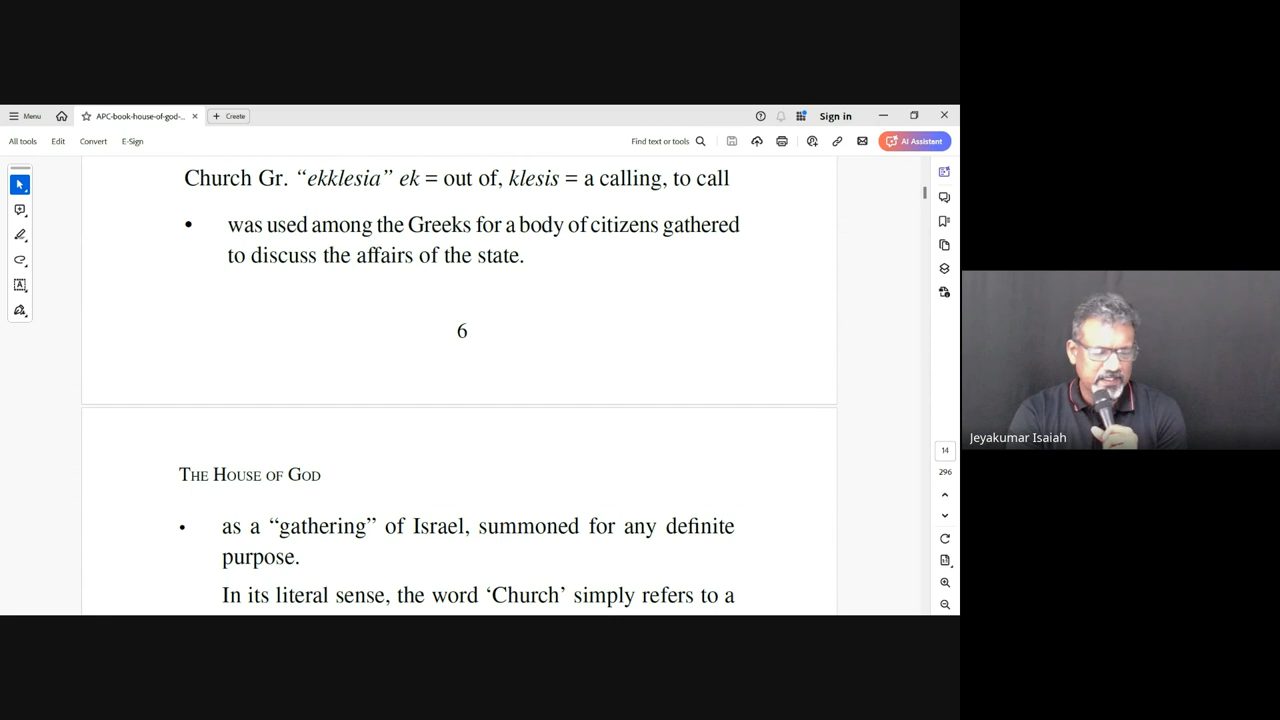 Menu
APC-book-house-of-god-...
Create
Sign in
All tools
Edit
Convert
E-Sign
Find text or tools
AI Assistant
Church Gr. “ekklesia” ek = out of, klesis = a calling, to call
• was used among the Greeks for a body of citizens gathered
to discuss the affairs of the state.
6
THE HOUSE OF GOD
• as a “gathering” of Israel, summoned for any definite
purpose.
In its literal sense, the word ‘Church’ simply refers to a
14
296
Jeyakumar Isaiah